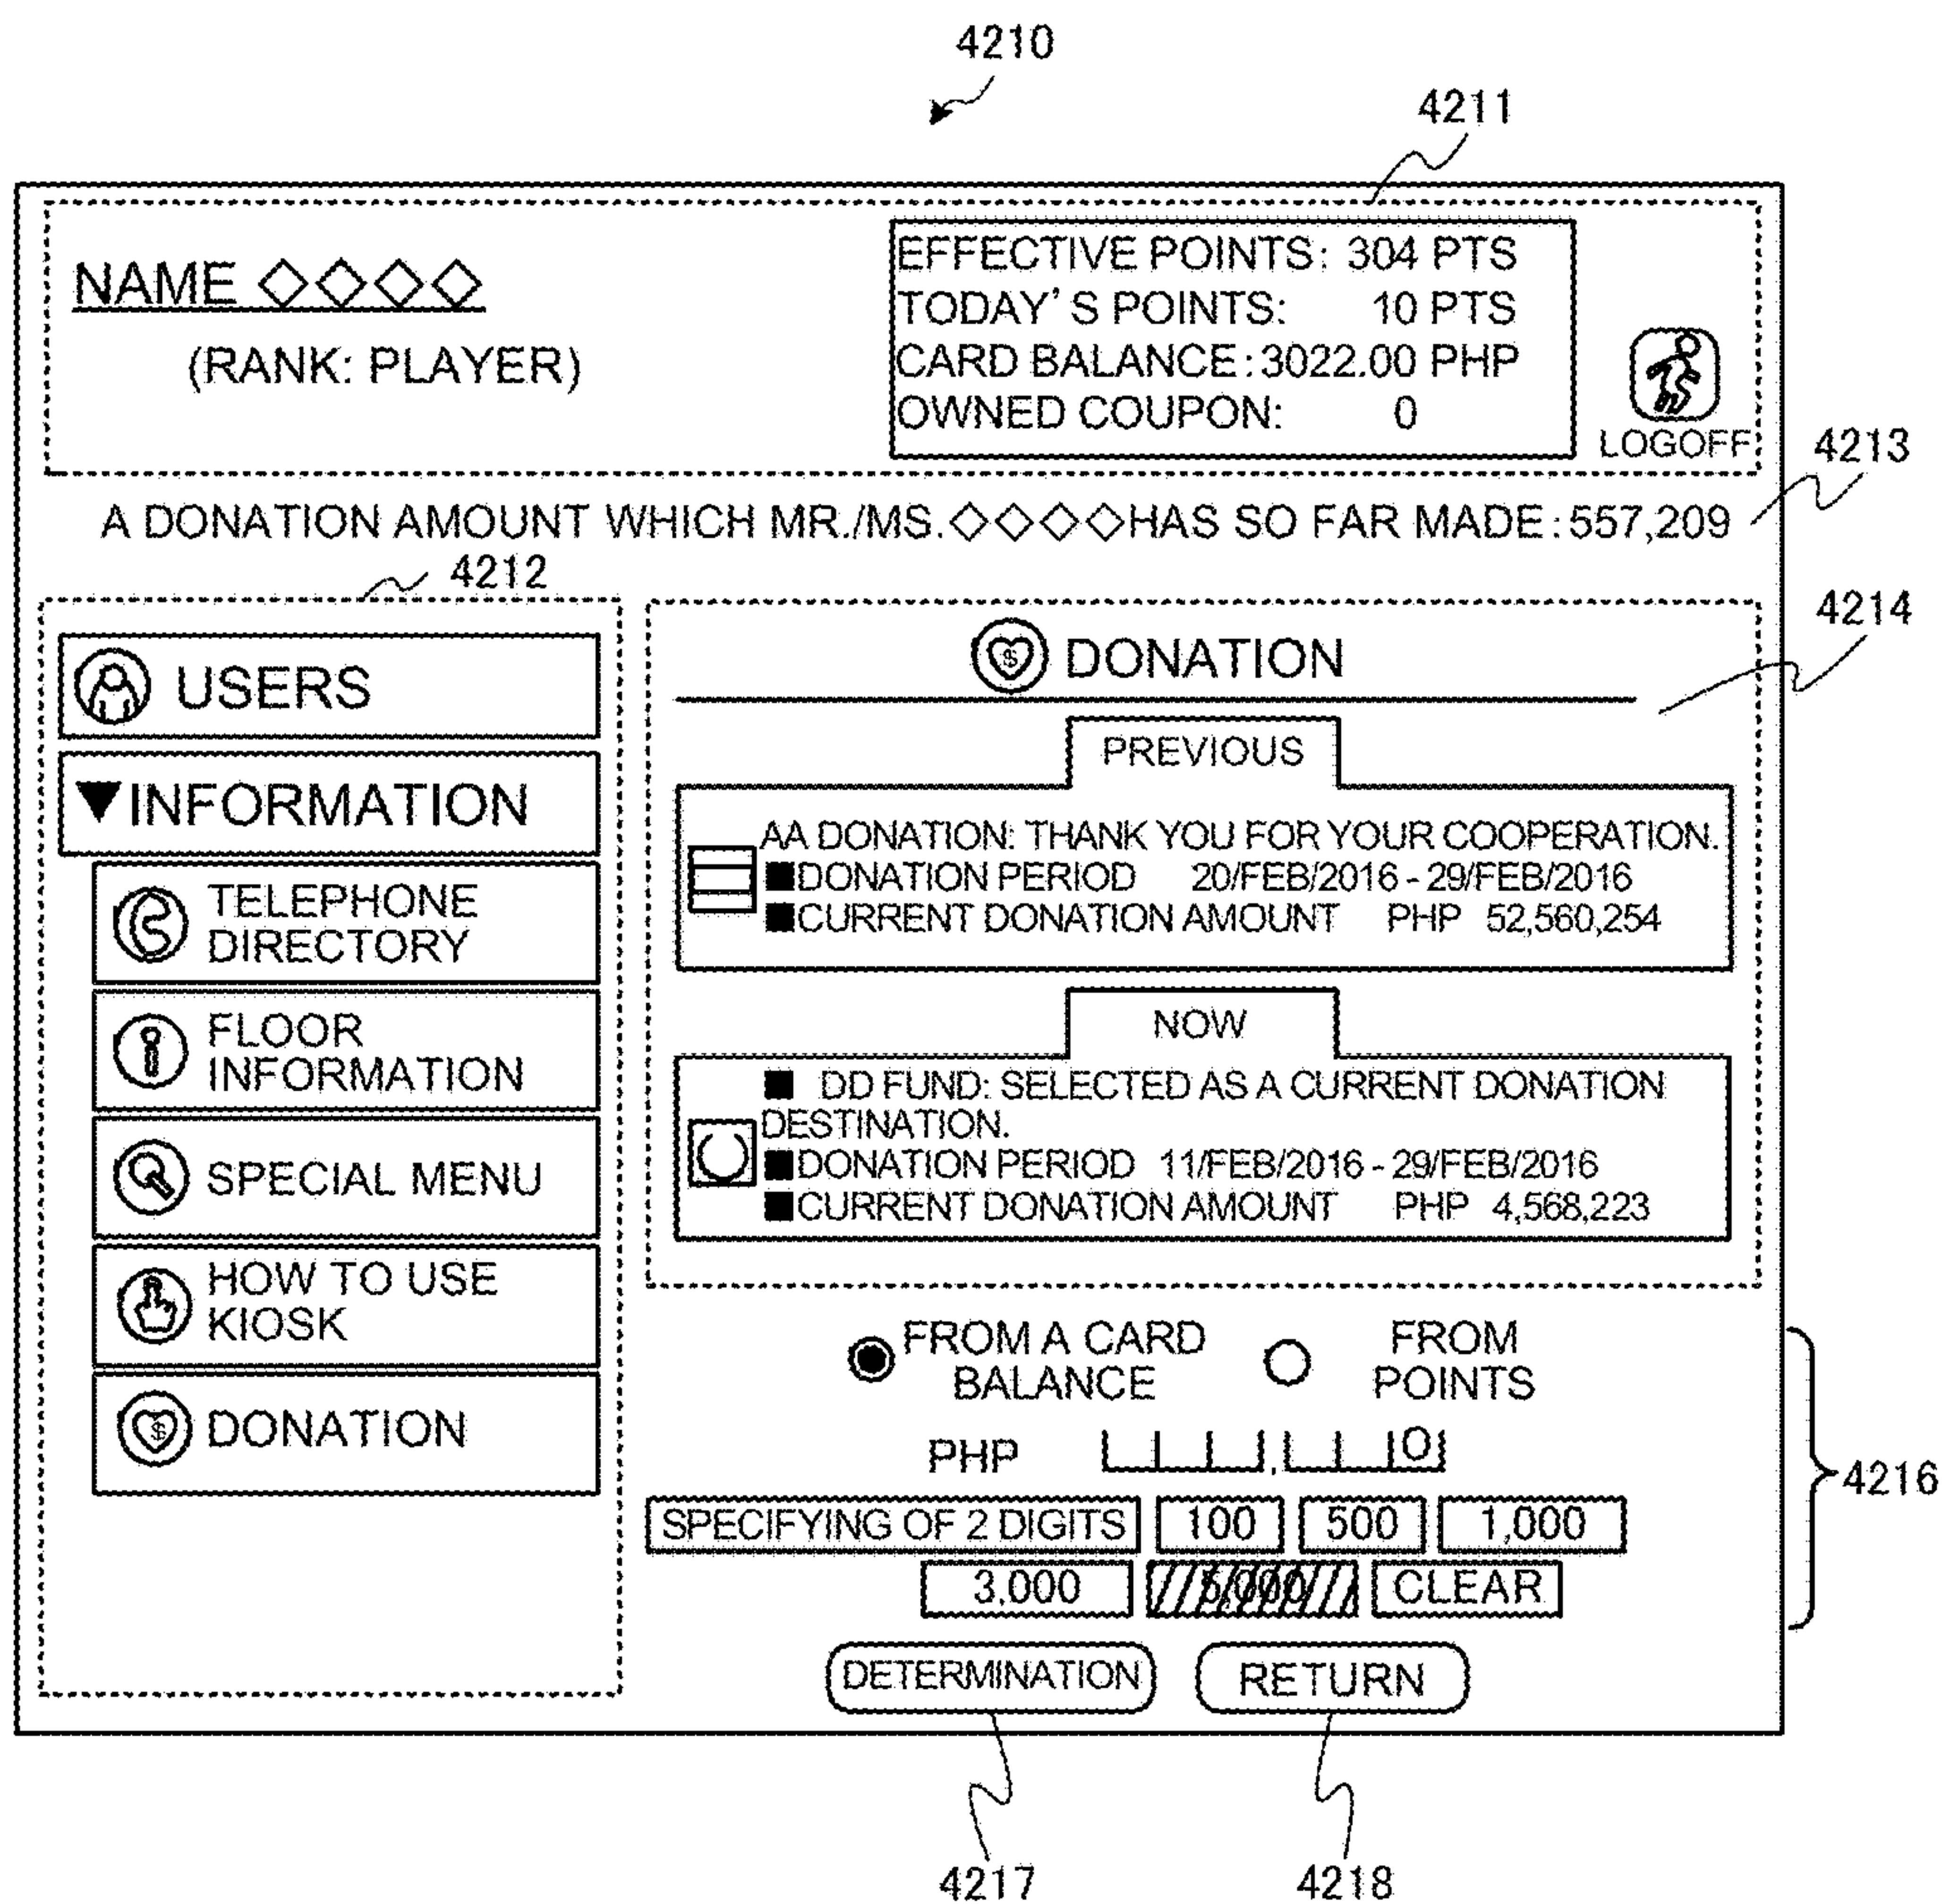 4210
4211
NAME ◇◇◇◇
(RANK: PLAYER)
EFFECTIVE POINTS: 304 PTS
TODAY'S POINTS: 10 PTS
CARD BALANCE: 3022.00 PHP
OWNED COUPON: 0
LOGOFF
4213
A DONATION AMOUNT WHICH MR./MS.◇◇◇◇HAS SO FAR MADE: 557,209
4212
4214
USERS
▼INFORMATION
TELEPHONE
DIRECTORY
FLOOR
INFORMATION
SPECIAL MENU
HOW TO USE
KIOSK
DONATION
$ DONATION
PREVIOUS
AA DONATION: THANK YOU FOR YOUR COOPERATION.
■DONATION PERIOD 20/FEB/2016 - 29/FEB/2016
■CURRENT DONATION AMOUNT PHP 52,560,254
NOW
■ DD FUND: SELECTED AS A CURRENT DONATION
DESTINATION.
■DONATION PERIOD 11/FEB/2016 - 29/FEB/2016
■CURRENT DONATION AMOUNT PHP 4,568,223
FROM A CARD
BALANCE
FROM
POINTS
PHP , 0
SPECIFYING OF 2 DIGITS 100 500 1,000
3,000 5,000 CLEAR
4216
DETERMINATION RETURN
4217 4218